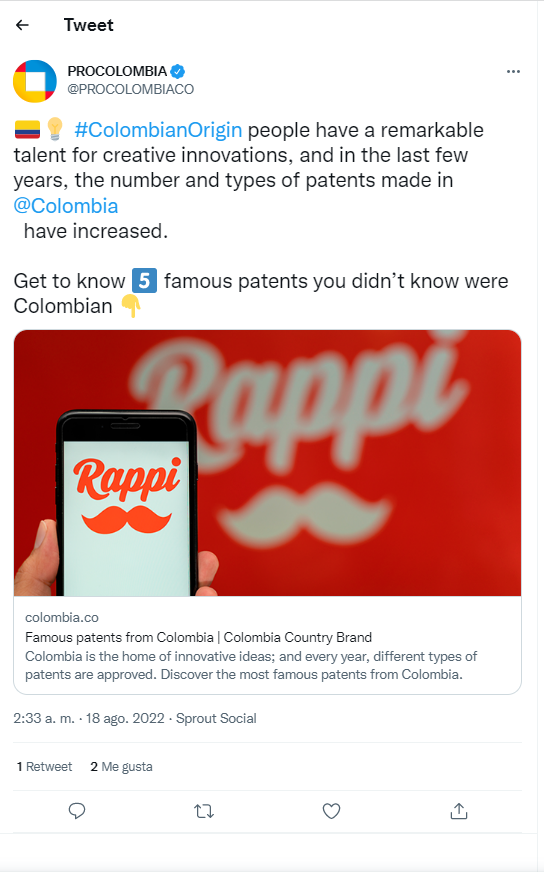 Tweet
PROCOLOMBIA
@PROCOLOMBIACO
🇨🇴💡 #ColombianOrigin people have a remarkable
talent for creative innovations, and in the last few
years, the number and types of patents made in
@Colombia
have increased.
Get to know 5️⃣ famous patents you didn’t know were
Colombian 👇
Rappi
Rappi
colombia.co
Famous patents from Colombia | Colombia Country Brand
Colombia is the home of innovative ideas; and every year, different types of
patents are approved. Discover the most famous patents from Colombia.
2:33 a. m. · 18 ago. 2022 · Sprout Social
1 Retweet 2 Me gusta